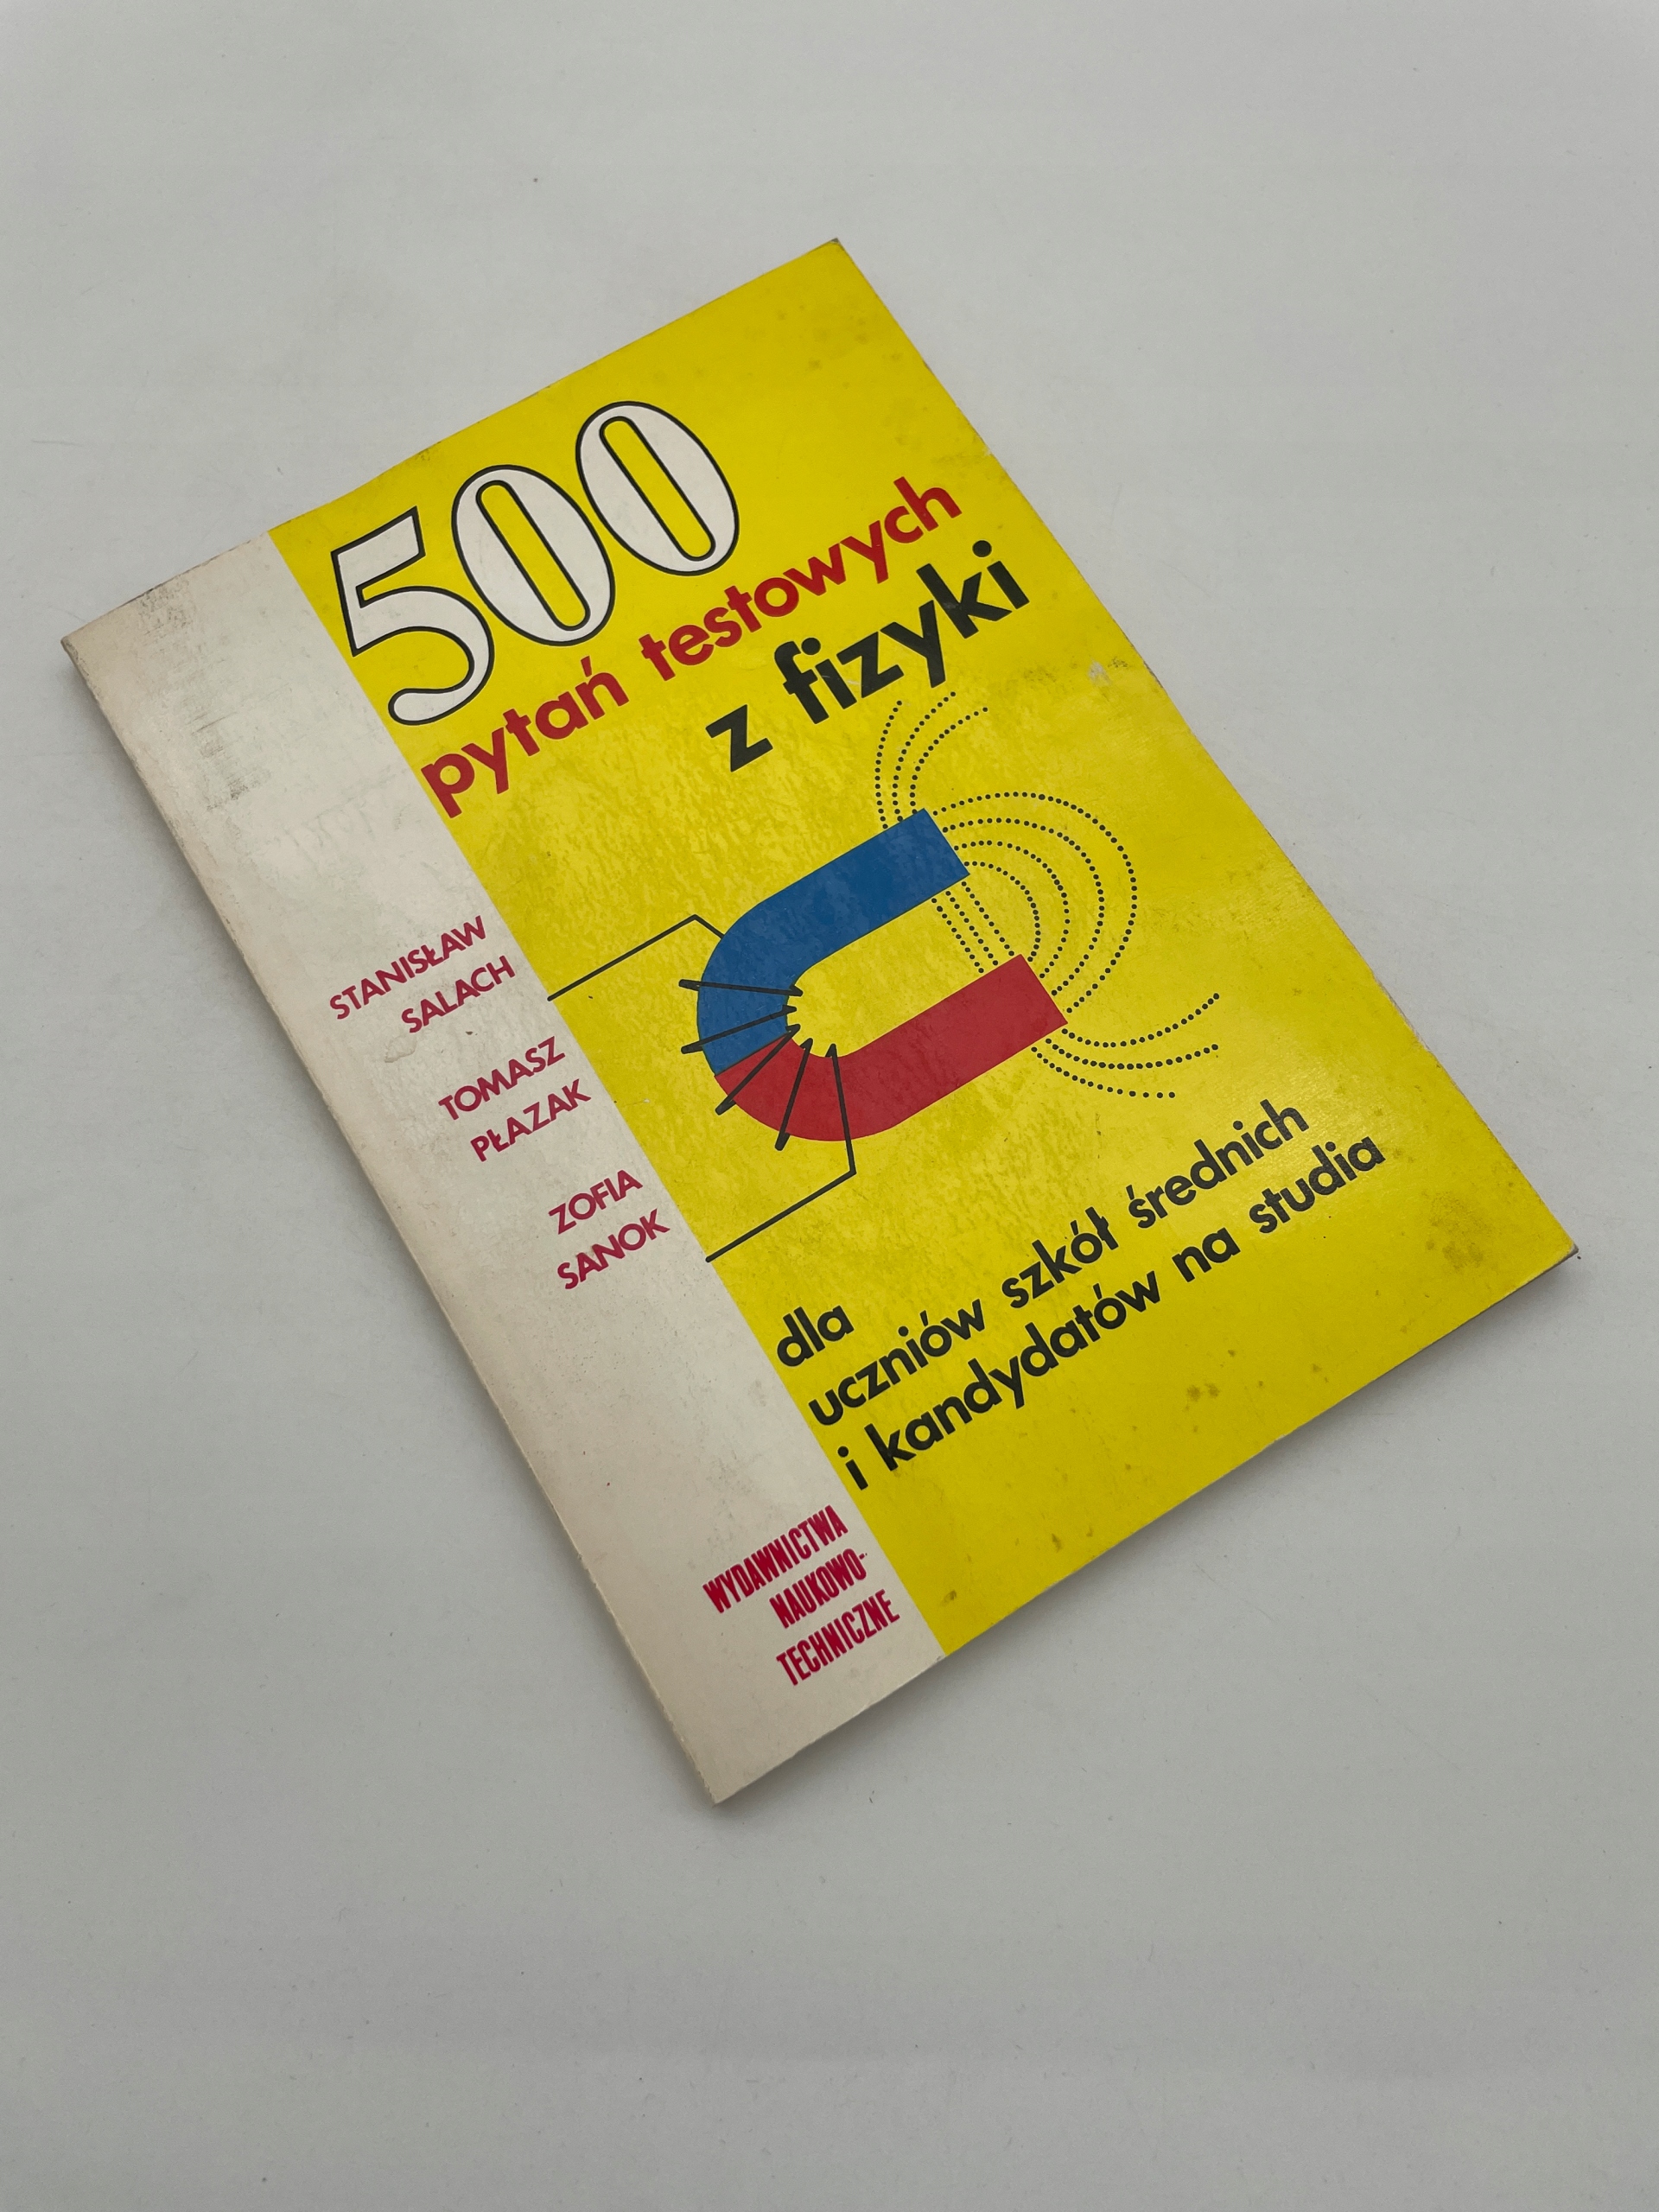 500
pytań testowych
z fizyki
STANISŁAW
SALACH
TOMASZ
PŁAZAK
ZOFIA
SANOK
dla
uczniów szkół średnich
i kandydatów na studia
WYDAWNICTWA
NAUKOWO-
TECHNICZNE